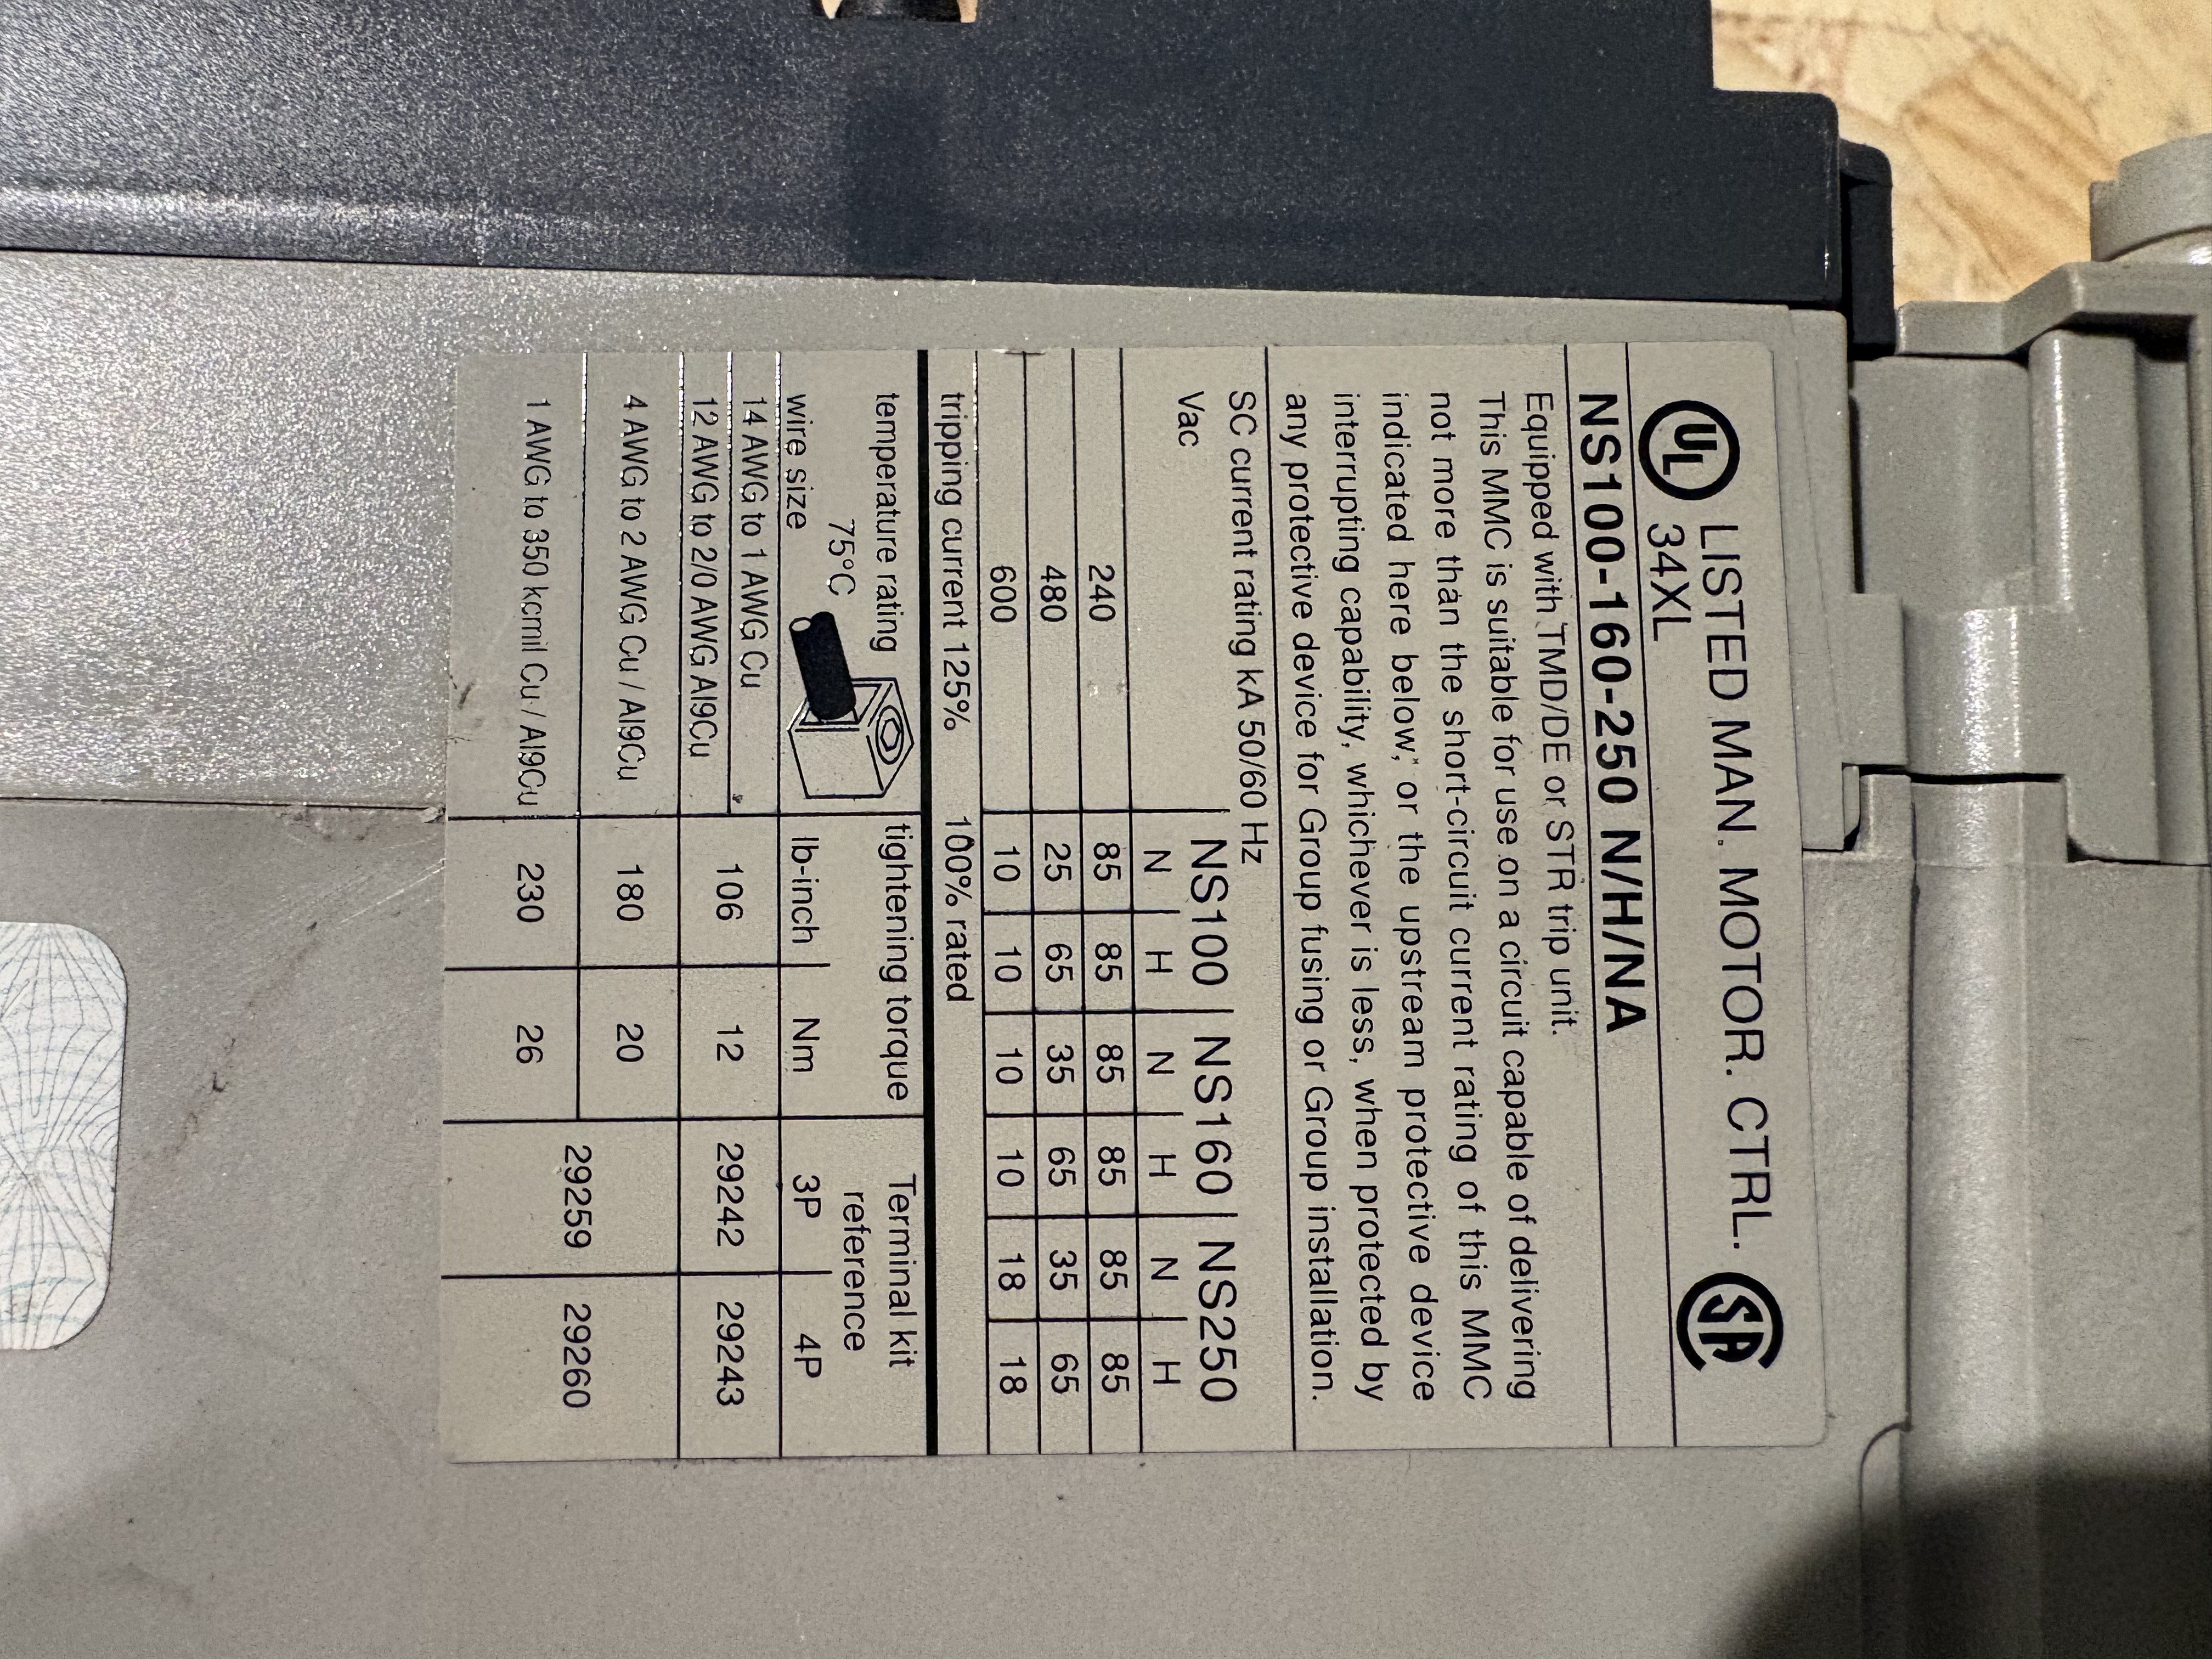 UL LISTED MAN. MOTOR. CTRL. SA
34XL
NS100-160-250 N/H/NA
Equipped with TMD/DE or STR trip unit.
This MMC is suitable for use on a circuit capable of delivering
not more than the short-circuit current rating of this MMC
indicated here below, or the upstream protective device
interrupting capability, whichever is less, when protected by
any protective device for Group fusing or Group installation.
SC current rating kA 50/60 Hz
Vac NS100 NS160 NS250
N H N H N H
240 85 85 85 85 85 85
480 25 65 35 65 35 65
600 10 10 10 10 18 18
tripping current 125% 100% rated
temperature rating tightening torque Terminal kit
75°C reference
wire size lb-inch Nm 3P 4P
14 AWG to 1 AWG Cu
12 AWG to 2/0 AWG Al9Cu 106 12 29242 29243
4 AWG to 2 AWG Cu / Al9Cu 180 20
29259 29260
1 AWG to 350 kcmil Cu / Al9Cu 230 26